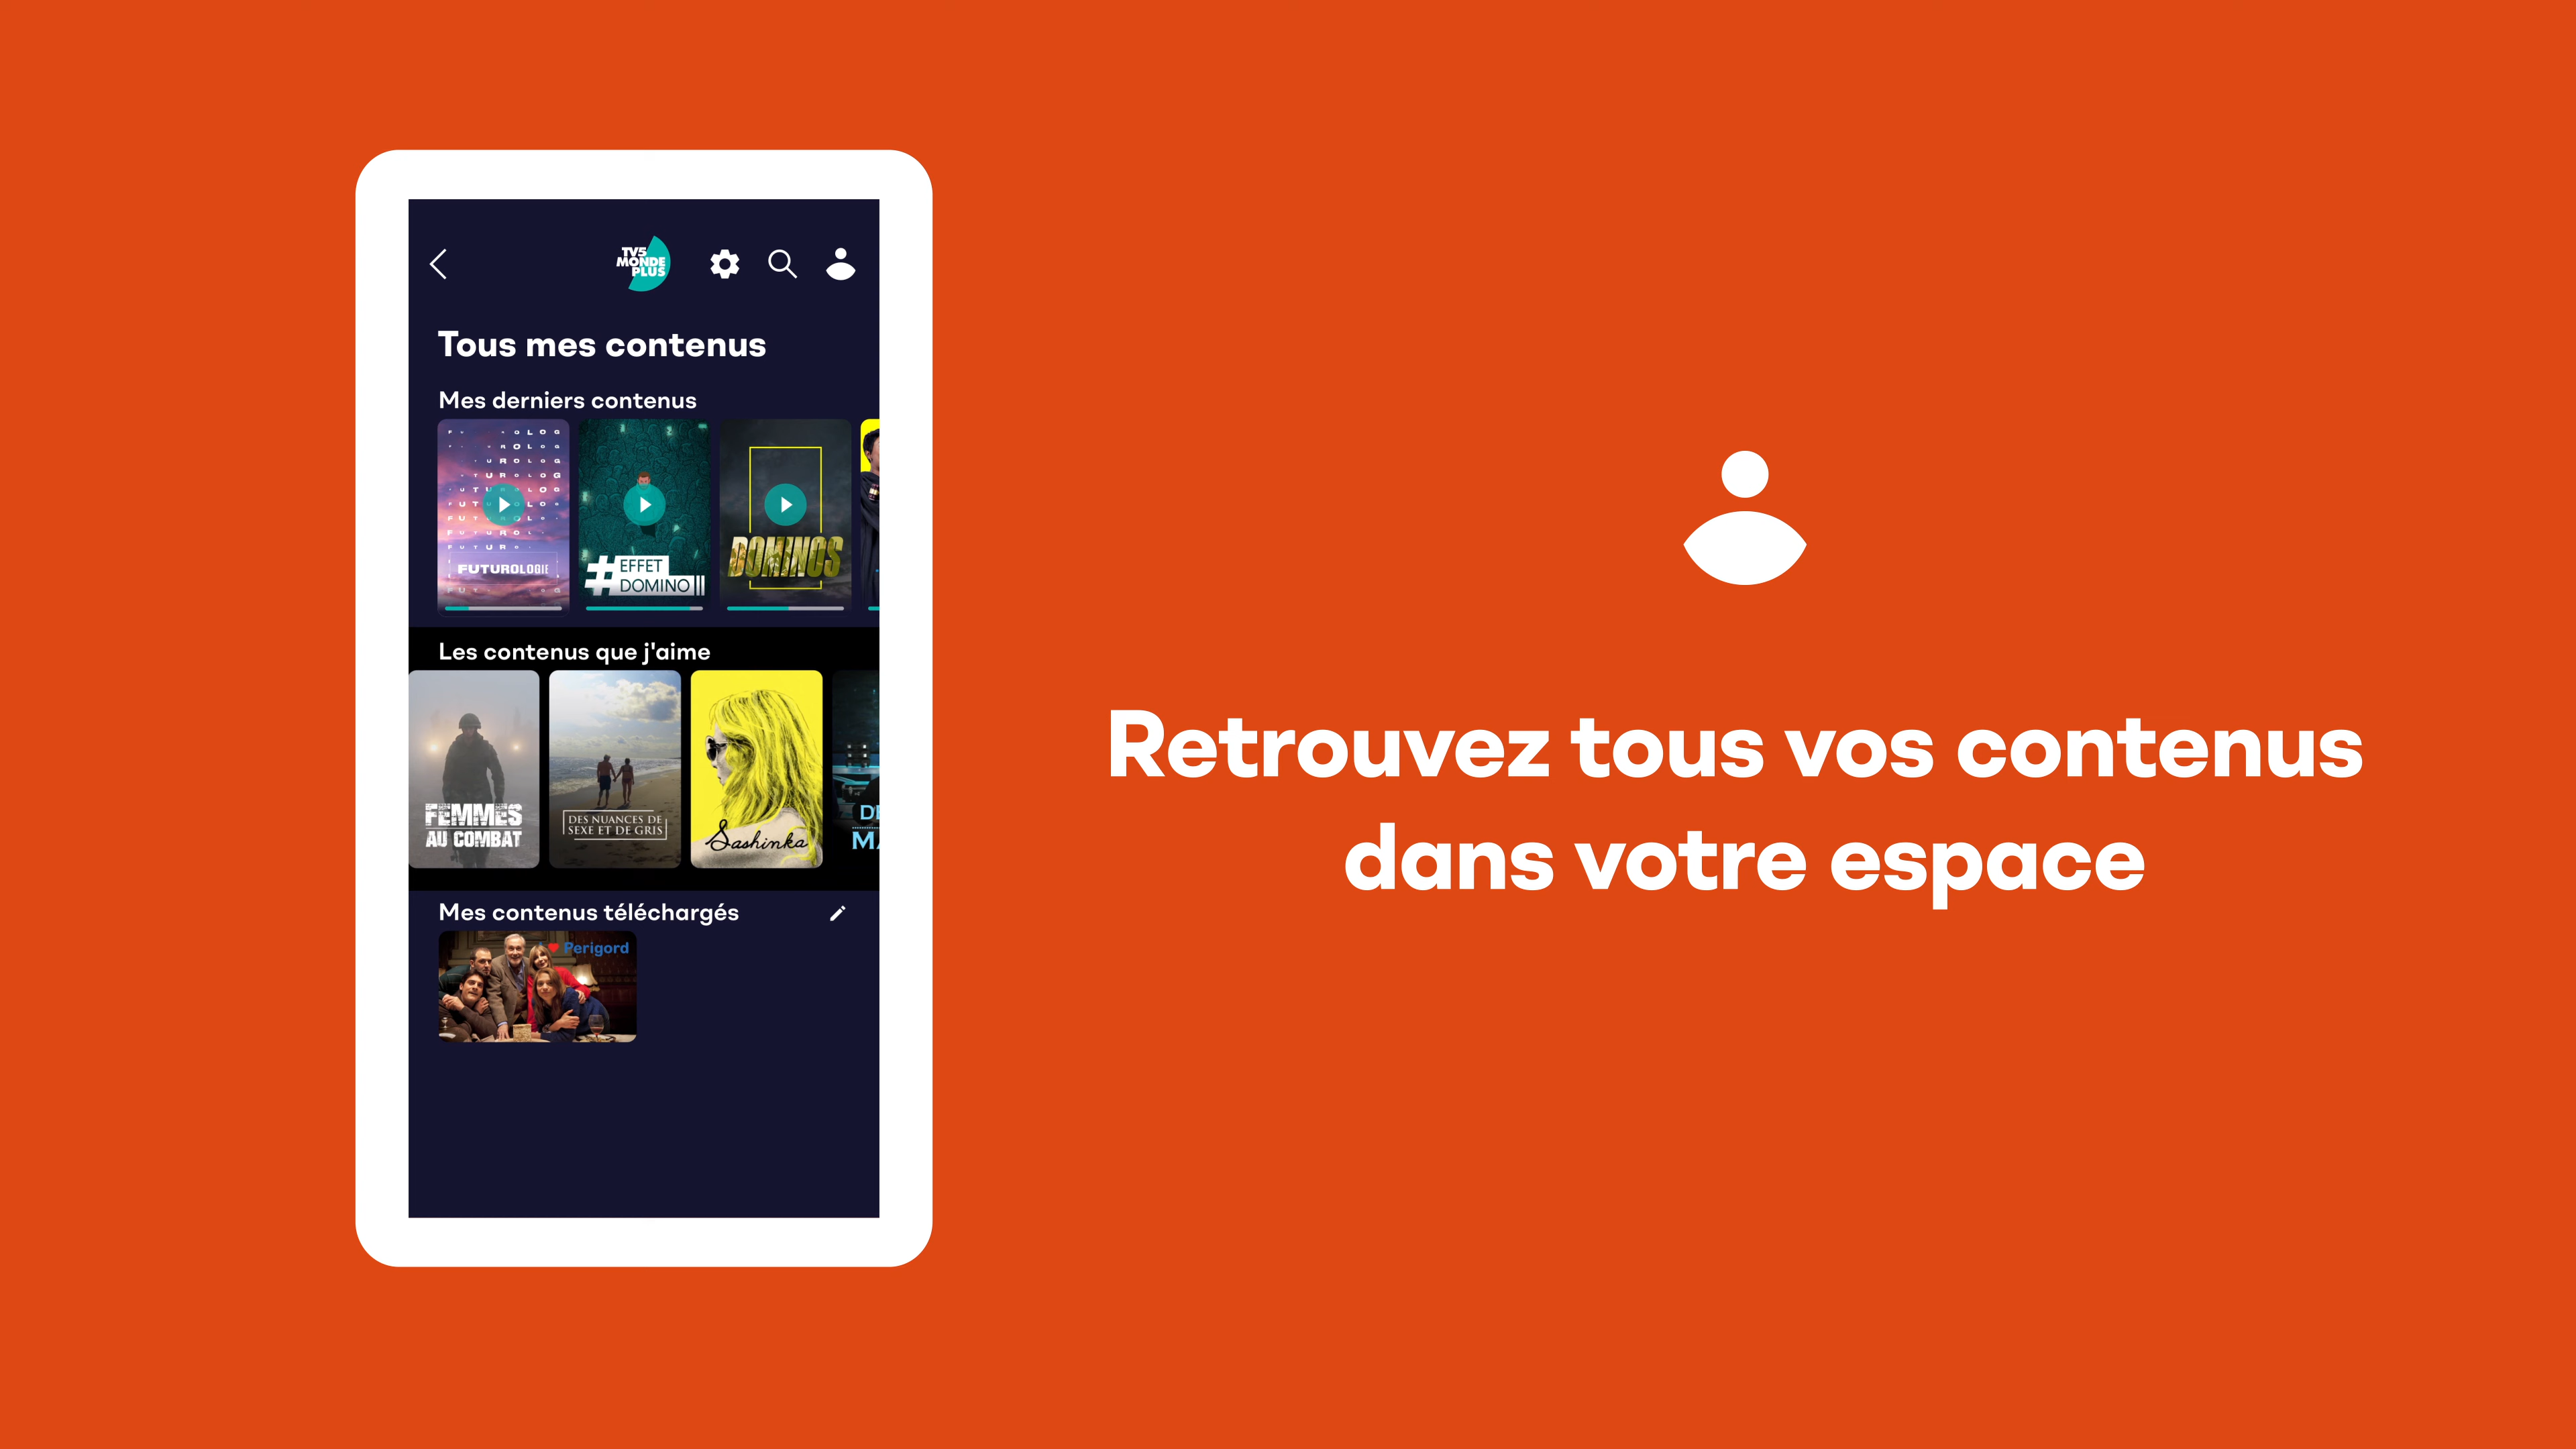 TV5
MONDE
PLUS
Tous mes contenus
Mes derniers contenus
FUTUROLOGIE
#EFFET
DOMINO
DOMINOS
Les contenus que j'aime
FEMMES
AU COMBAT
DES NUANCES DE
SEXE ET DE GRIS
Sashinka
Mes contenus téléchargés
Perigord
Retrouvez tous vos contenus
dans votre espace